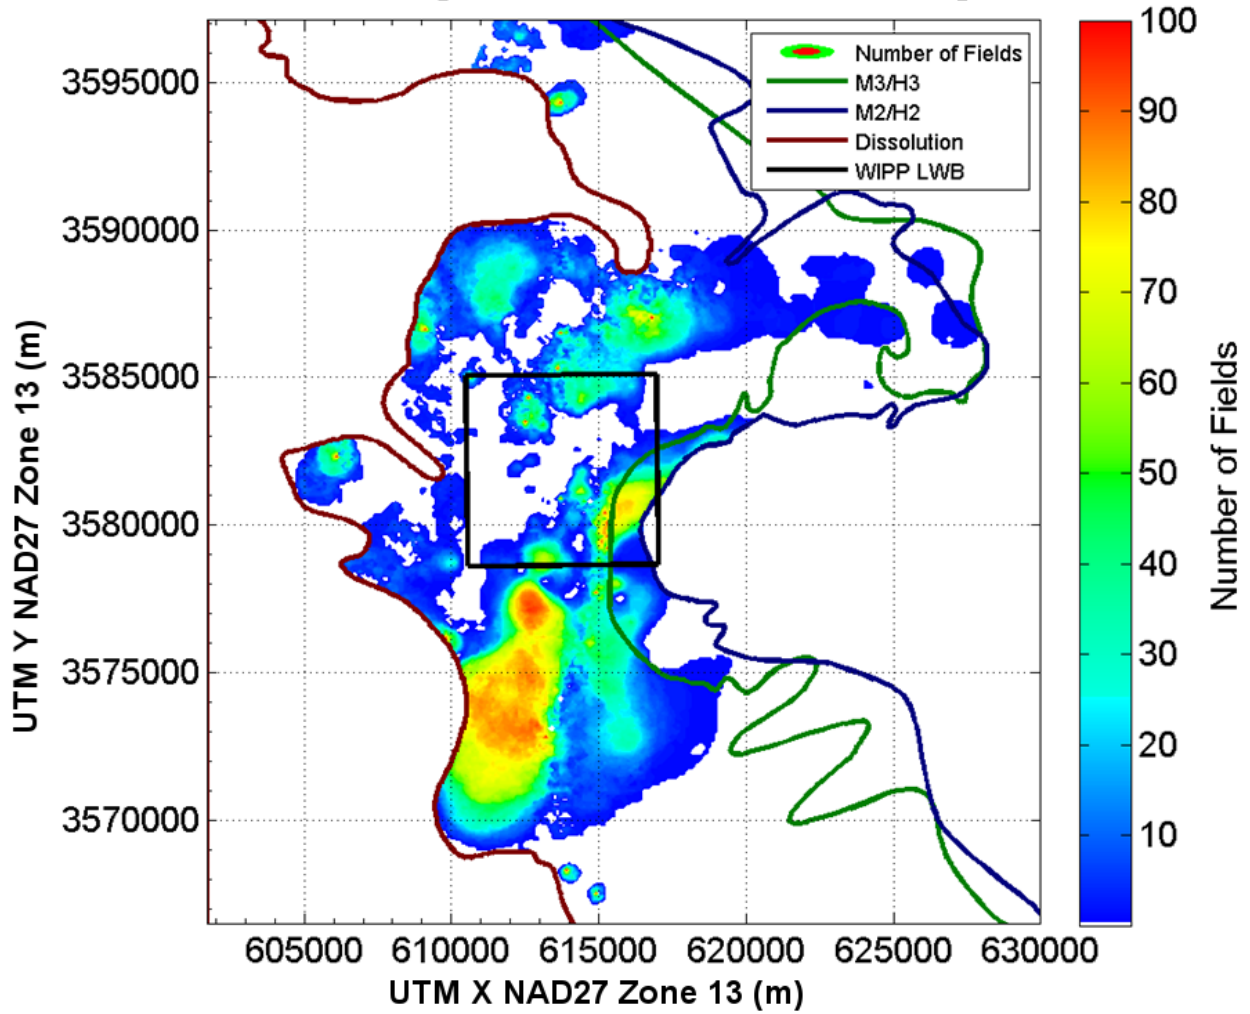 Number of Fields
M3/H3
M2/H2
Dissolution
WIPP LWB
3595000
3590000
3585000
3580000
3575000
3570000
605000 610000 615000 620000 625000 630000
UTM X NAD27 Zone 13 (m)
UTM Y NAD27 Zone 13 (m)
100
90
80
70
60
50
40
30
20
10
Number of Fields